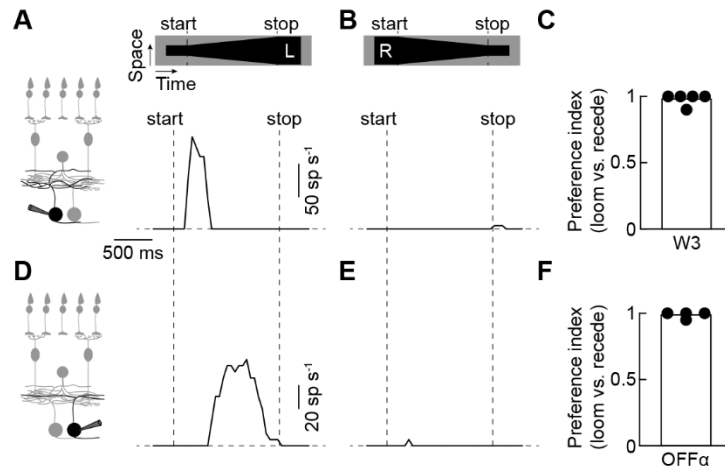 A
start
stop
L
Space
Time
B
start
stop
R
C
Preference index
(loom vs. recede)
1
0.5
0
W3
start
stop
50 sp s⁻¹
start
stop
500 ms
D
20 sp s⁻¹
E
F
Preference index
(loom vs. recede)
1
0.5
0
OFFα